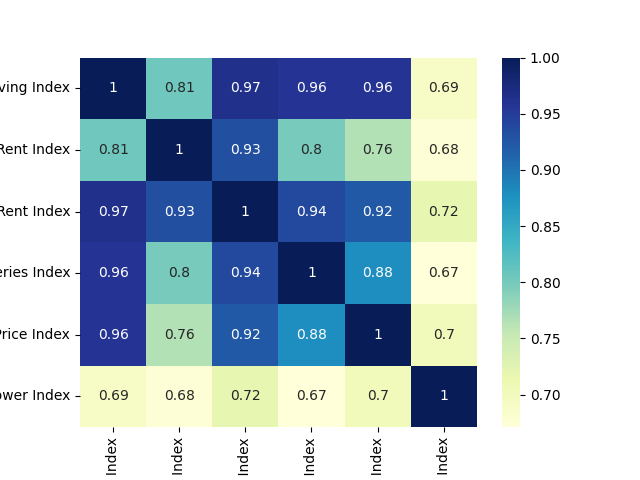 ving Index 1 0.81 0.97 0.96 0.96 0.69
Rent Index 0.81 1 0.93 0.8 0.76 0.68
Rent Index 0.97 0.93 1 0.94 0.92 0.72
eries Index 0.96 0.8 0.94 1 0.88 0.67
Price Index 0.96 0.76 0.92 0.88 1 0.7
ower Index 0.69 0.68 0.72 0.67 0.7 1
Index Index Index Index Index Index
1.00
0.95
0.90
0.85
0.80
0.75
0.70